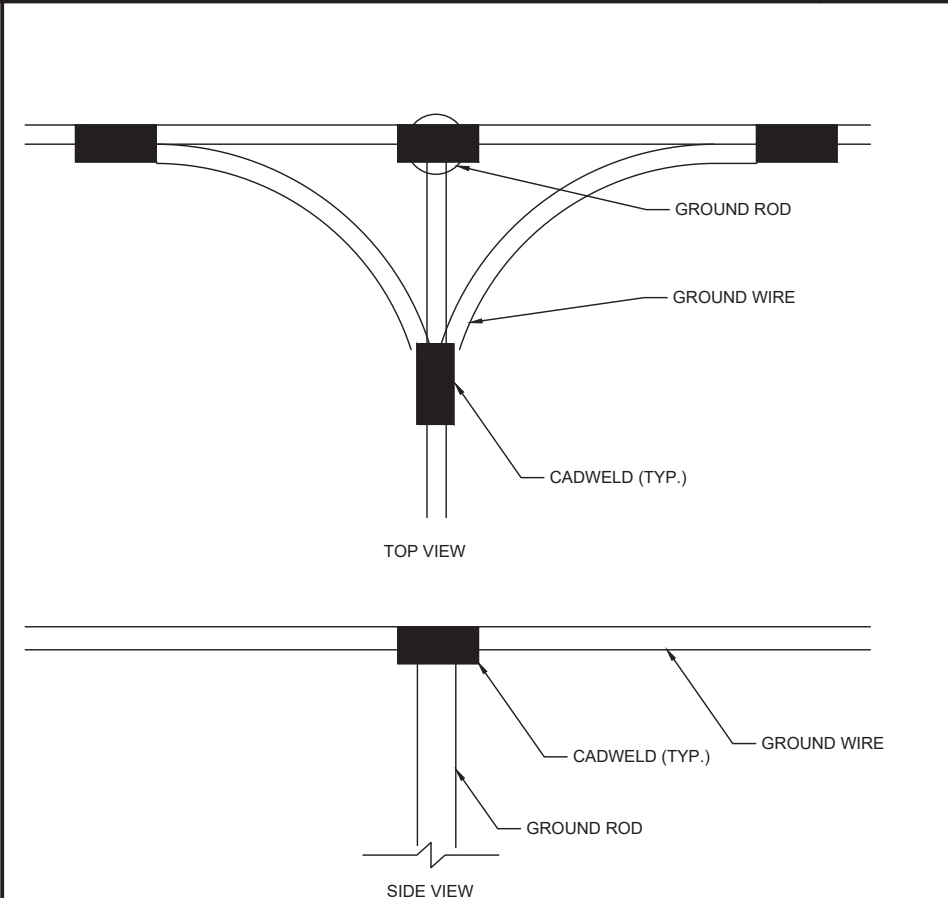 GROUND ROD
GROUND WIRE
CADWELD (TYP.)
TOP VIEW
GROUND WIRE
CADWELD (TYP.)
GROUND ROD
SIDE VIEW